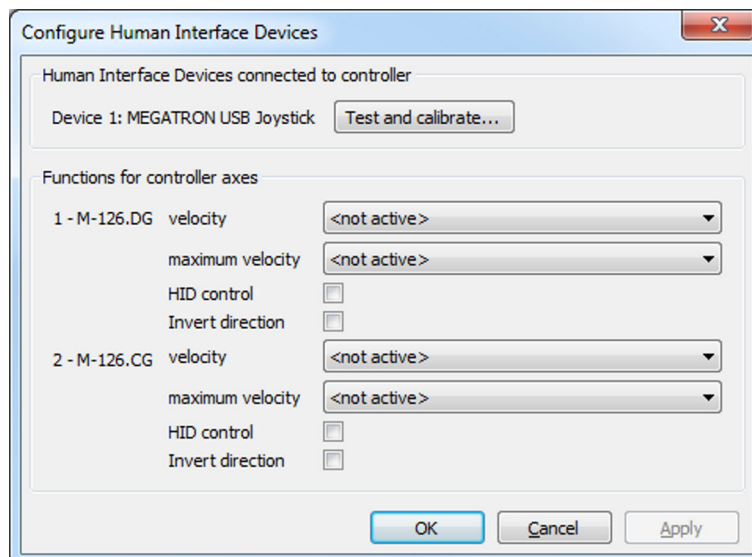 Configure Human Interface Devices
Human Interface Devices connected to controller
Device 1: MEGATRON USB Joystick Test and calibrate...
Functions for controller axes
1 - M-126.DG velocity <not active>
maximum velocity <not active>
HID control
Invert direction
2 - M-126.CG velocity <not active>
maximum velocity <not active>
HID control
Invert direction
OK Cancel Apply